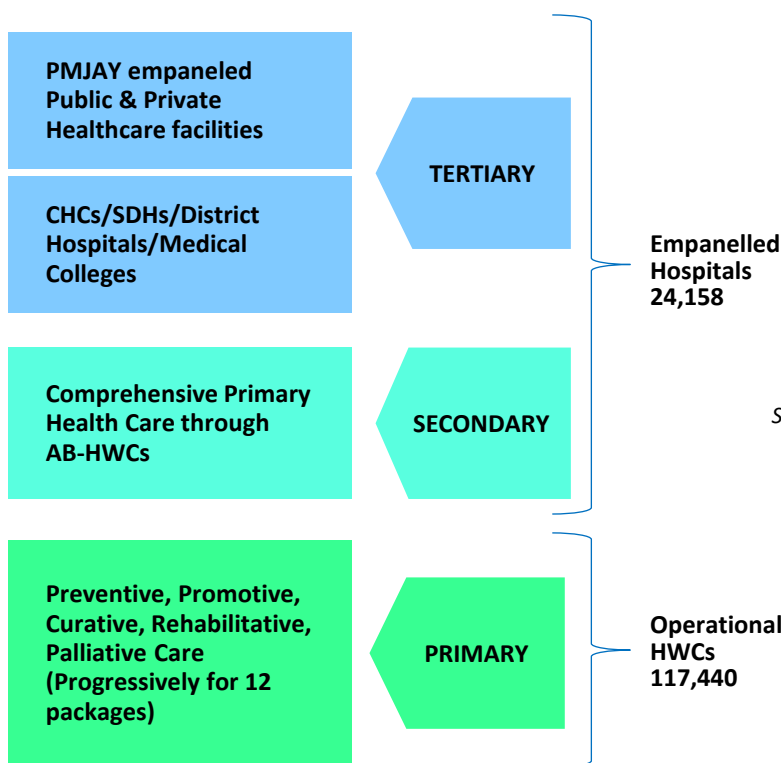 PMJAY empaneled
Public & Private
Healthcare facilities
TERTIARY
CHCs/SDHs/District
Hospitals/Medical
Colleges
Empanelled
Hospitals
24,158
Comprehensive Primary
Health Care through
AB-HWCs
SECONDARY
S
Preventive, Promotive,
Curative, Rehabilitative,
Palliative Care
(Progressively for 12
packages)
PRIMARY
Operational
HWCs
117,440